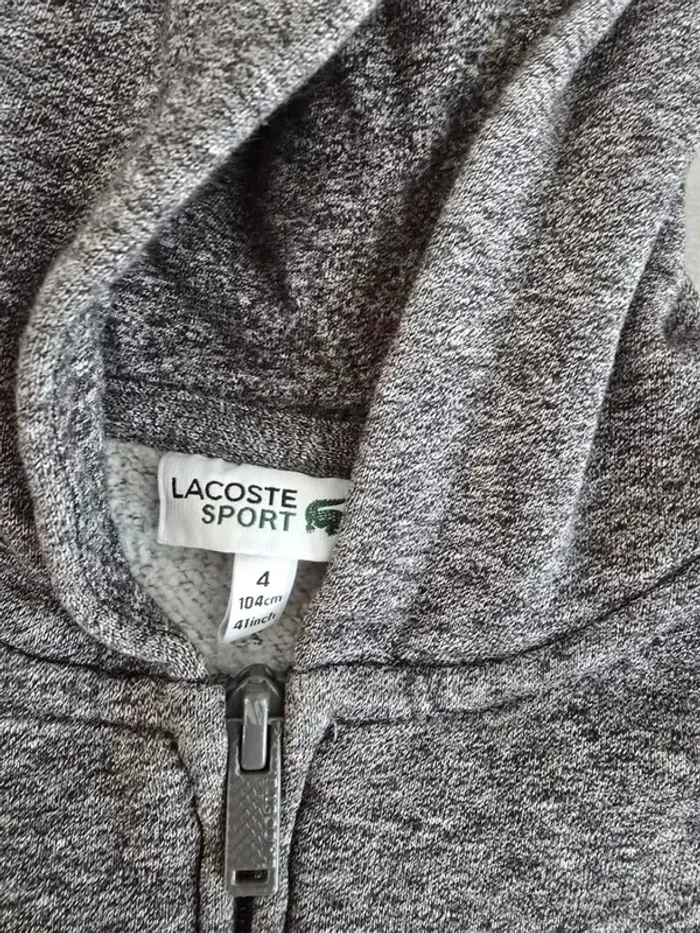 LACOSTE
SPORT
4
104cm
41inch